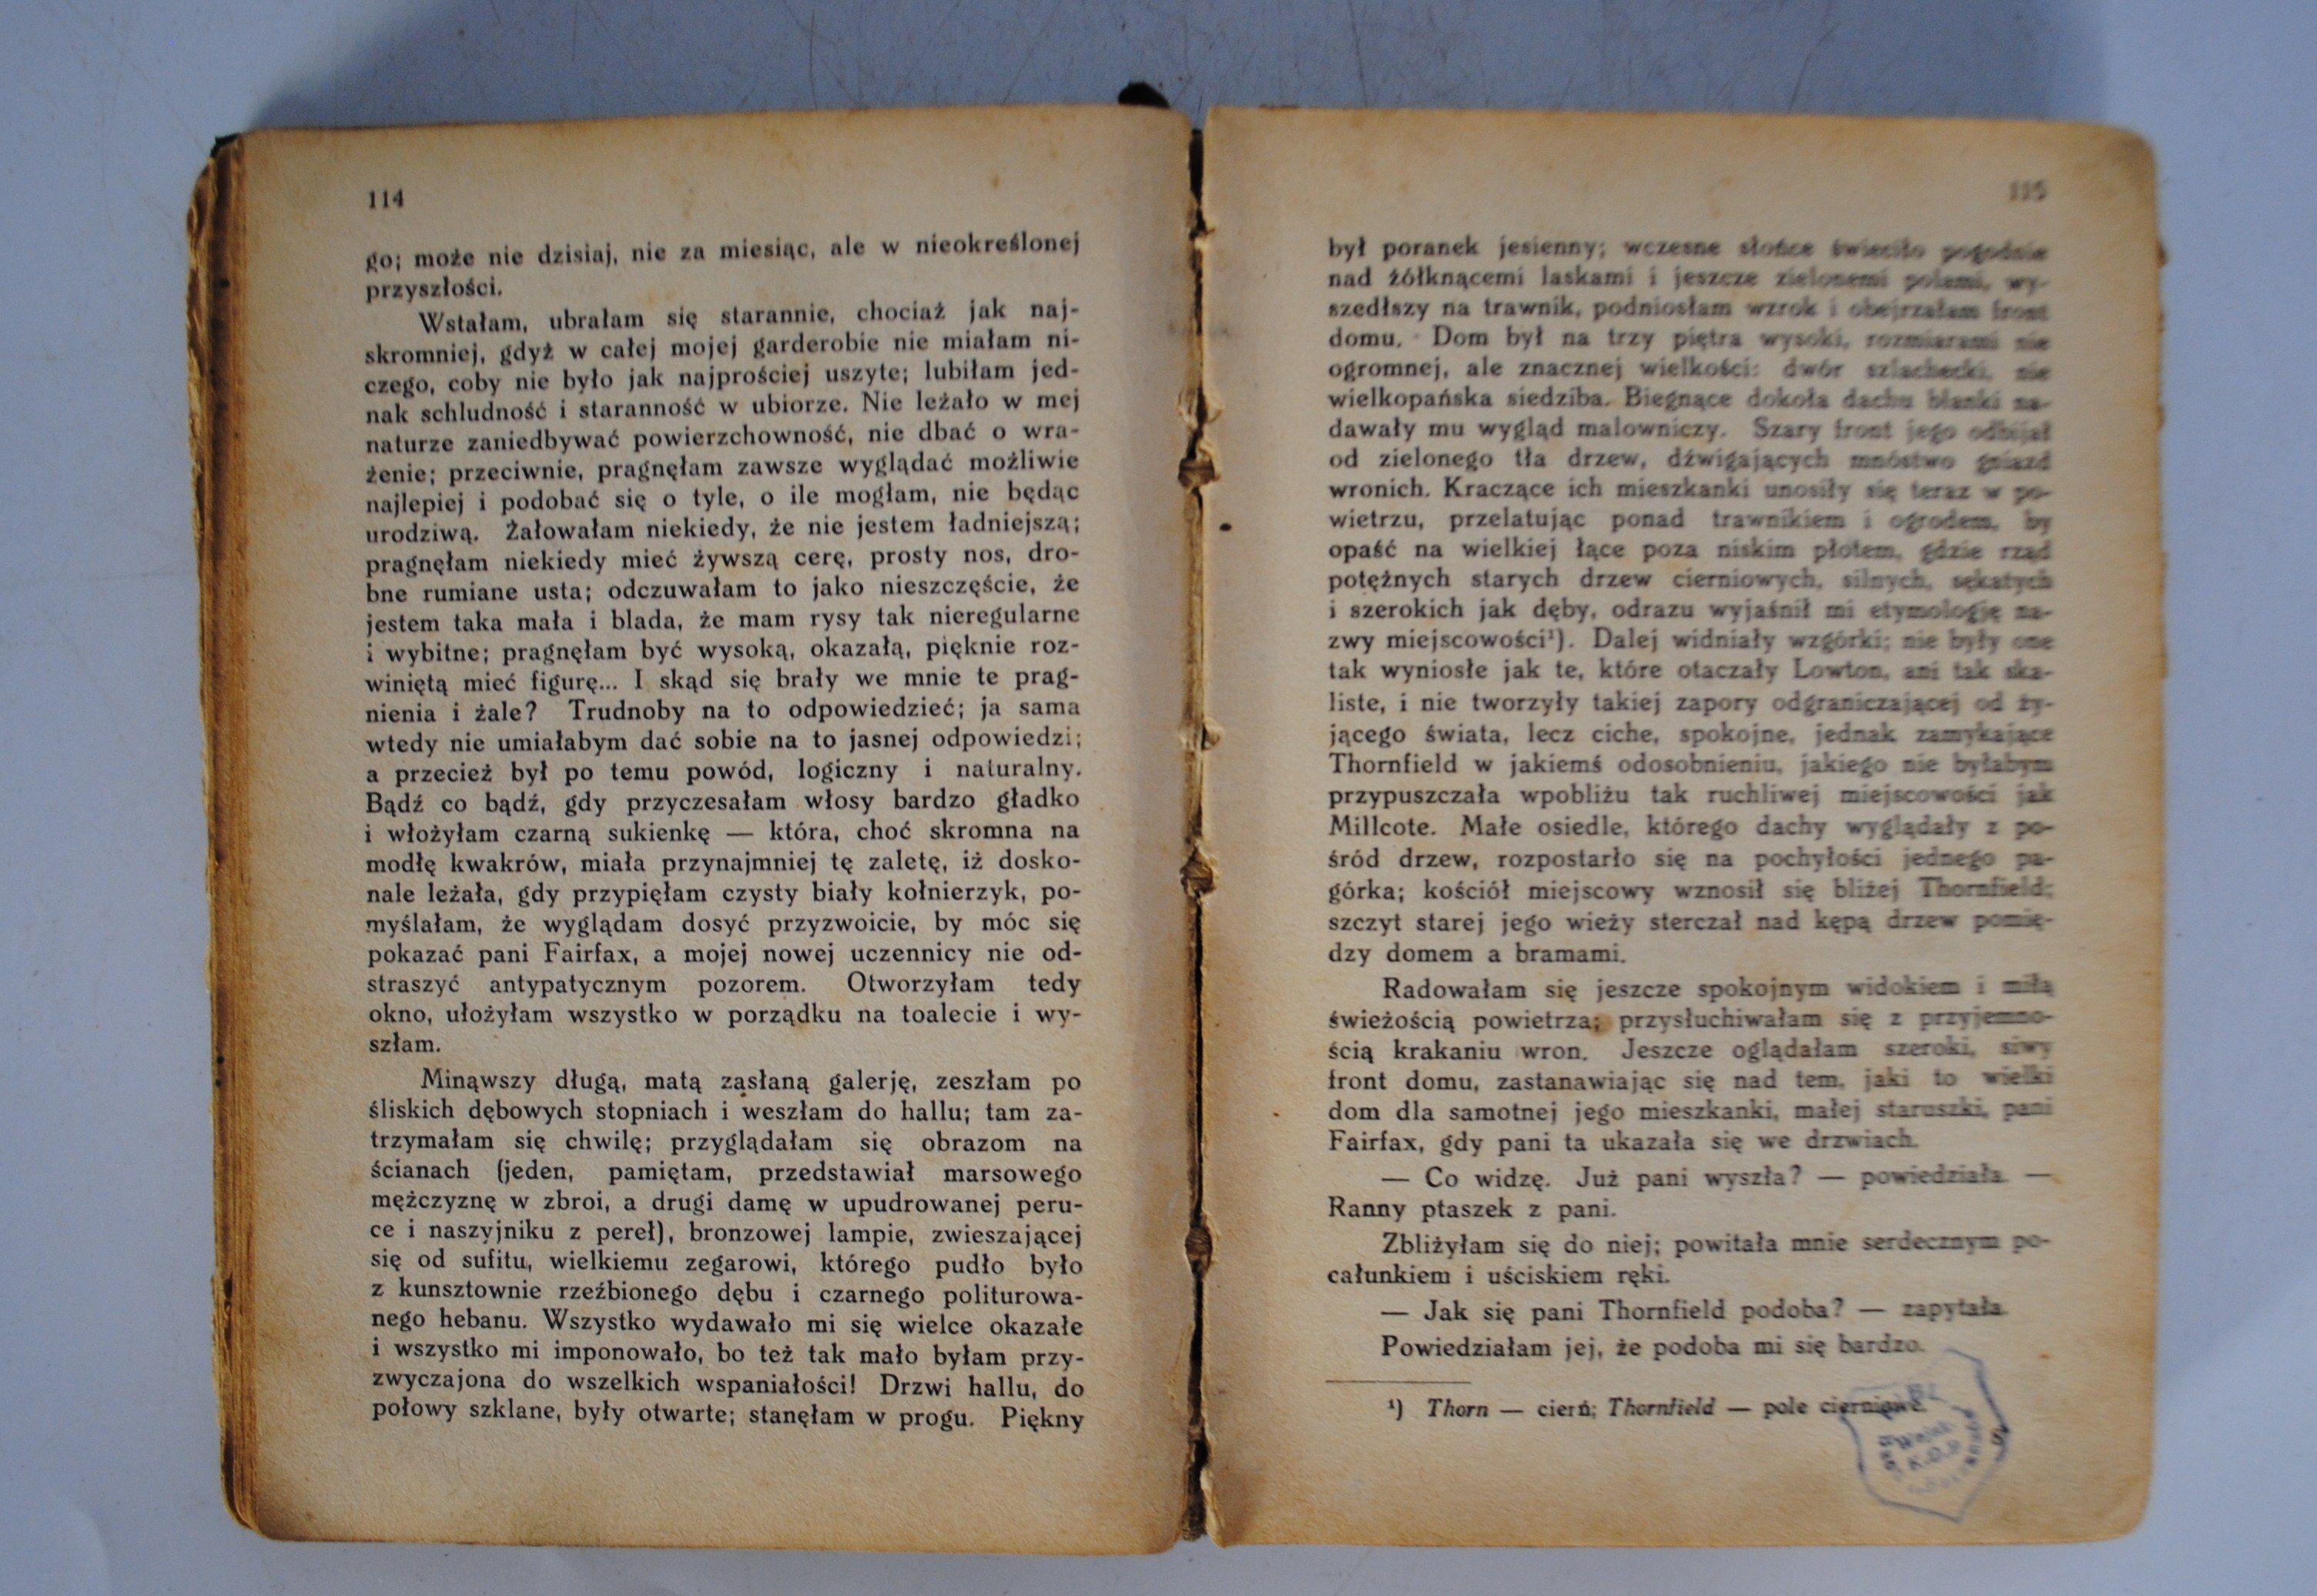 114
go; może nie dzisiaj, nie za miesiąc, ale w nieokreślonej
przyszłości.
Wstałam, ubrałam się starannie, chociaż jak naj-
skromniej, gdyż w całej mojej garderobie nie miałam ni-
czego, coby nie było jak najprościej uszyte; lubiłam jed-
nak schludność i staranność w ubiorze. Nie leżało w mej
naturze zaniedbywać powierzchowność, nie dbać o wra-
żenie; przeciwnie, pragnęłam zawsze wyglądać możliwie
najlepiej i podobać się o tyle, o ile mogłam, nie będąc
urodziwą. Żałowałam niekiedy, że nie jestem ładniejszą;
pragnęłam niekiedy mieć żywszą cerę, prosty nos, dro-
bne rumiane usta; odczuwałam to jako nieszczęście, że
jestem taka mała i blada, że mam rysy tak nieregularne
i wybitne; pragnęłam być wysoką, okazałą, pięknie roz-
winiętą mieć figurę... I skąd się brały we mnie te prag-
nienia i żale? Trudnoby na to odpowiedzieć; ja sama
wtedy nie umiałabym dać sobie na to jasnej odpowiedzi;
a przecież był po temu powód, logiczny i naturalny.
Bądź co bądź, gdy przyczesałam włosy bardzo gładko
i włożyłam czarną sukienkę — która, choć skromna na
modłę kwakrów, miała przynajmniej tę zaletę, iż dosko-
nale leżała, gdy przypięłam czysty biały kołnierzyk, po-
myślałam, że wyglądam dosyć przyzwoicie, by móc się
pokazać pani Fairfax, a mojej nowej uczennicy nie od-
straszyć antypatycznym pozorem. Otworzyłam tedy
okno, ułożyłam wszystko w porządku na toalecie i wy-
szłam.
Minąwszy długą, matą zasłaną galerję, zeszłam po
śliskich dębowych stopniach i weszłam do hallu; tam za-
trzymałam się chwilę; przyglądałam się obrazom na
ścianach (jeden, pamiętam, przedstawiał marsowego
mężczyznę w zbroi, a drugi damę w upudrowanej peru-
ce i naszyjniku z pereł), bronzowej lampie, zwieszającej
się od sufitu, wielkiemu zegarowi, którego pudło było
z kunsztownie rzeźbionego dębu i czarnego politurowa-
nego hebanu. Wszystko wydawało mi się wielce okazałe
i wszystko mi imponowało, bo też tak mało byłam przy-
zwyczajona do wszelkich wspaniałości! Drzwi hallu, do
połowy szklane, były otwarte; stanęłam w progu. Piękny
115
był poranek jesienny; wczesne słońce świeciło pogodnie
nad żółknącemi laskami i jeszcze zielonemi polami, wy-
szedłszy na trawnik, podniosłam wzrok i obejrzałam front
domu. Dom był na trzy piętra wysoki, rozmiarami nie
ogromnej, ale znacznej wielkości: dwór szlachecki, nie
wielkopańska siedziba. Biegnące dokoła dachu blanki na-
dawały mu wygląd malowniczy. Szary front jego odbijał
od zielonego tła drzew, dźwigających mnóstwo gniazd
wronich. Kraczące ich mieszkanki unosiły się teraz w po-
wietrzu, przelatując ponad trawnikiem i ogrodem, by
opaść na wielkiej łące poza niskim płotem, gdzie rząd
potężnych starych drzew cierniowych, silnych, sękatych
i szerokich jak dęby, odrazu wyjaśnił mi etymologję na-
zwy miejscowości¹). Dalej widniały wzgórki; nie były one
tak wyniosłe jak te, które otaczały Lowton, ani tak ska-
liste, i nie tworzyły takiej zapory odgraniczającej od ży-
jącego świata, lecz ciche, spokojne, jednak zamykające
Thornfield w jakiemś odosobnieniu, jakiego nie byłabym
przypuszczała wpobliżu tak ruchliwej miejscowości jak
Millcote. Małe osiedle, którego dachy wyglądały z po-
śród drzew, rozpostarło się na pochyłości jednego pa-
górka; kościół miejscowy wznosił się bliżej Thornfield;
szczyt starej jego wieży sterczał nad kępą drzew pomię-
dzy domem a bramami.
Radowałam się jeszcze spokojnym widokiem i miłą
świeżością powietrza; przysłuchiwałam się z przyjemno-
ścią krakaniu wron. Jeszcze oglądałam szeroki, siwy
front domu, zastanawiając się nad tem, jaki to wielki
dom dla samotnej jego mieszkanki, małej staruszki, pani
Fairfax, gdy pani ta ukazała się we drzwiach.
— Co widzę. Już pani wyszła? — powiedziała. —
Ranny ptaszek z pani.
Zbliżyłam się do niej; powitała mnie serdecznym po-
całunkiem i uściskiem ręki.
— Jak się pani Thornfield podoba? — zapytała.
Powiedziałam jej, że podoba mi się bardzo.
¹) Thorn — cierń; Thornfield — pole cierniowe.
K.O.P.